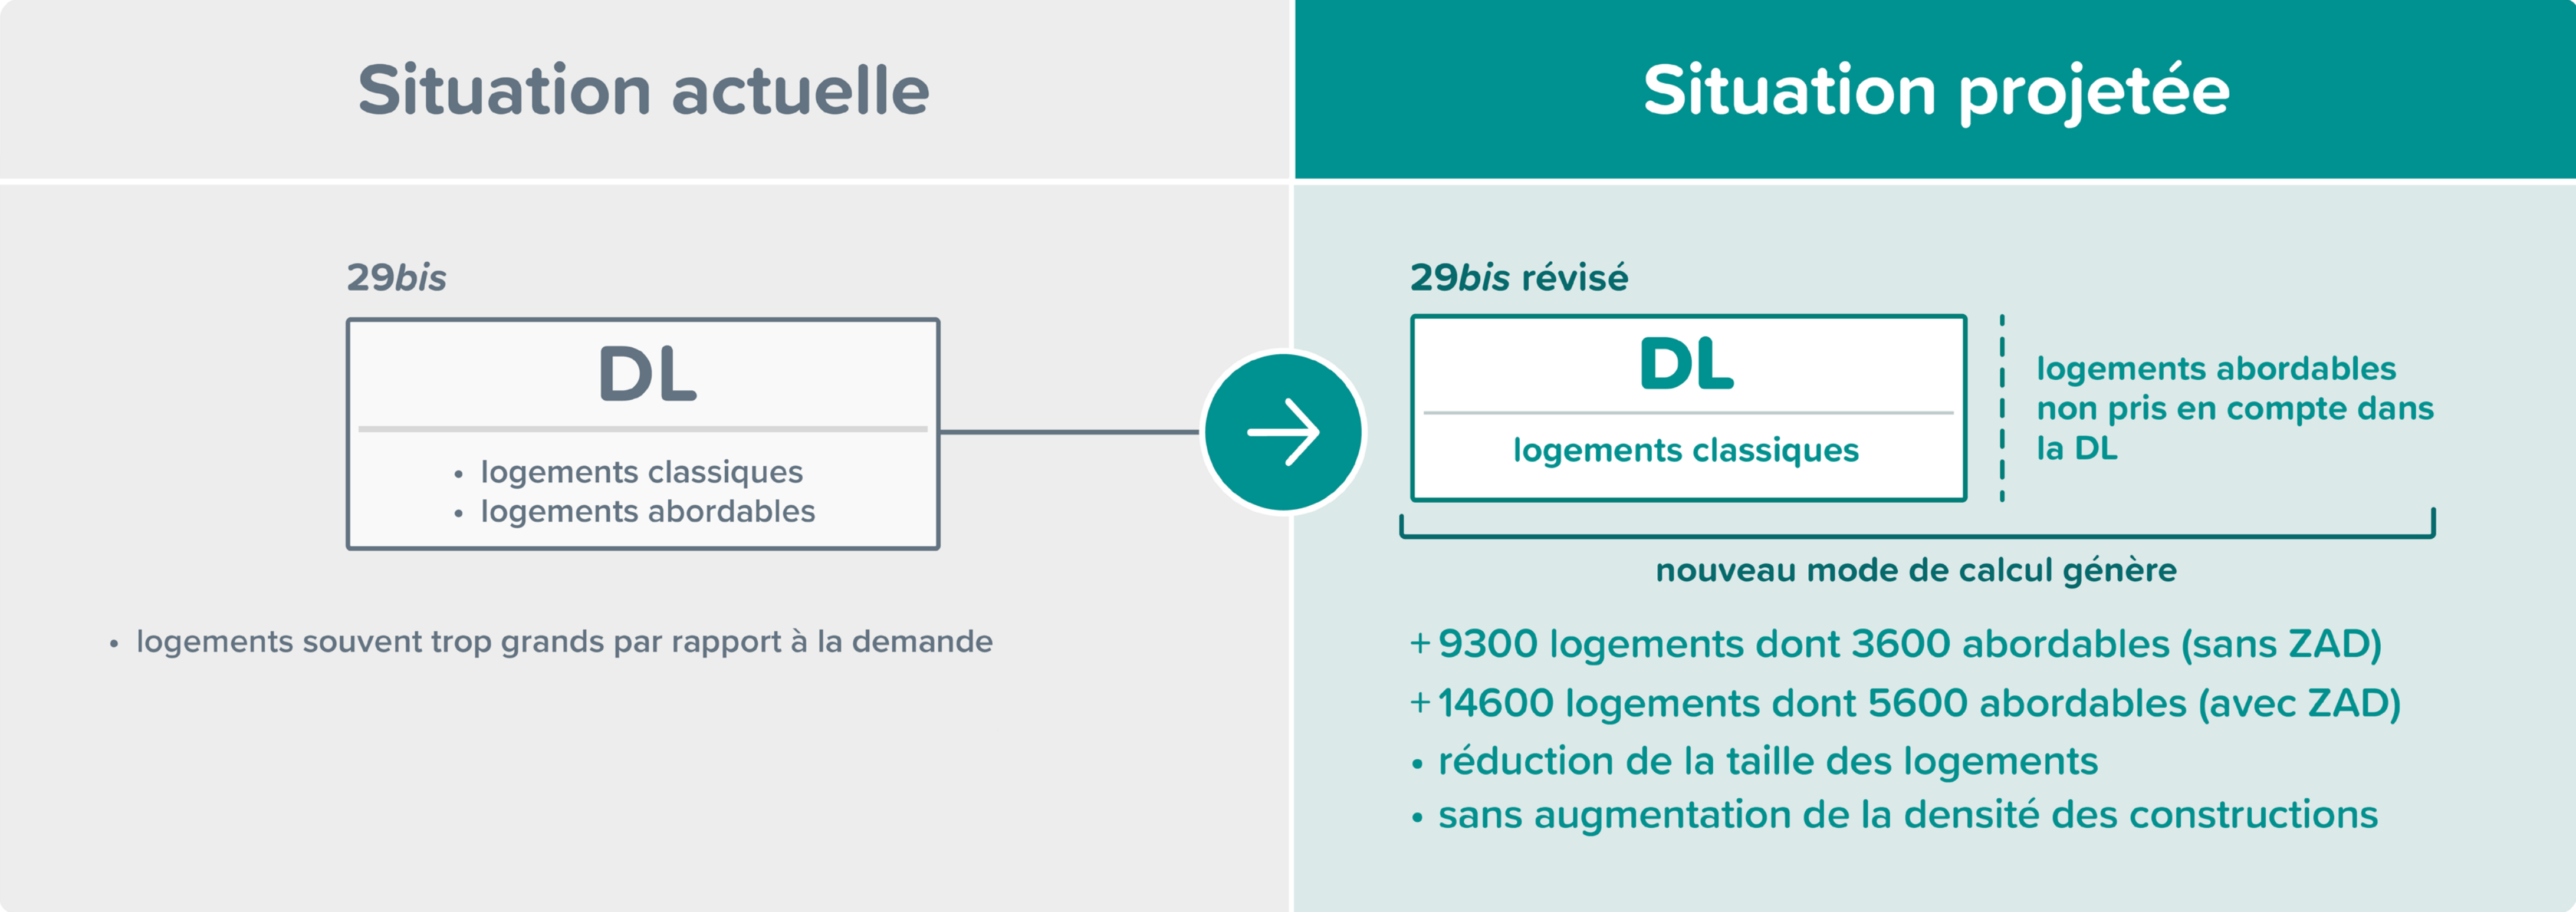 Situation actuelle
Situation projetée
29bis
DL
• logements classiques
• logements abordables
• logements souvent trop grands par rapport à la demande
29bis révisé
DL
logements classiques
logements abordables
non pris en compte dans
la DL
nouveau mode de calcul génère
+ 9300 logements dont 3600 abordables (sans ZAD)
+ 14600 logements dont 5600 abordables (avec ZAD)
• réduction de la taille des logements
• sans augmentation de la densité des constructions